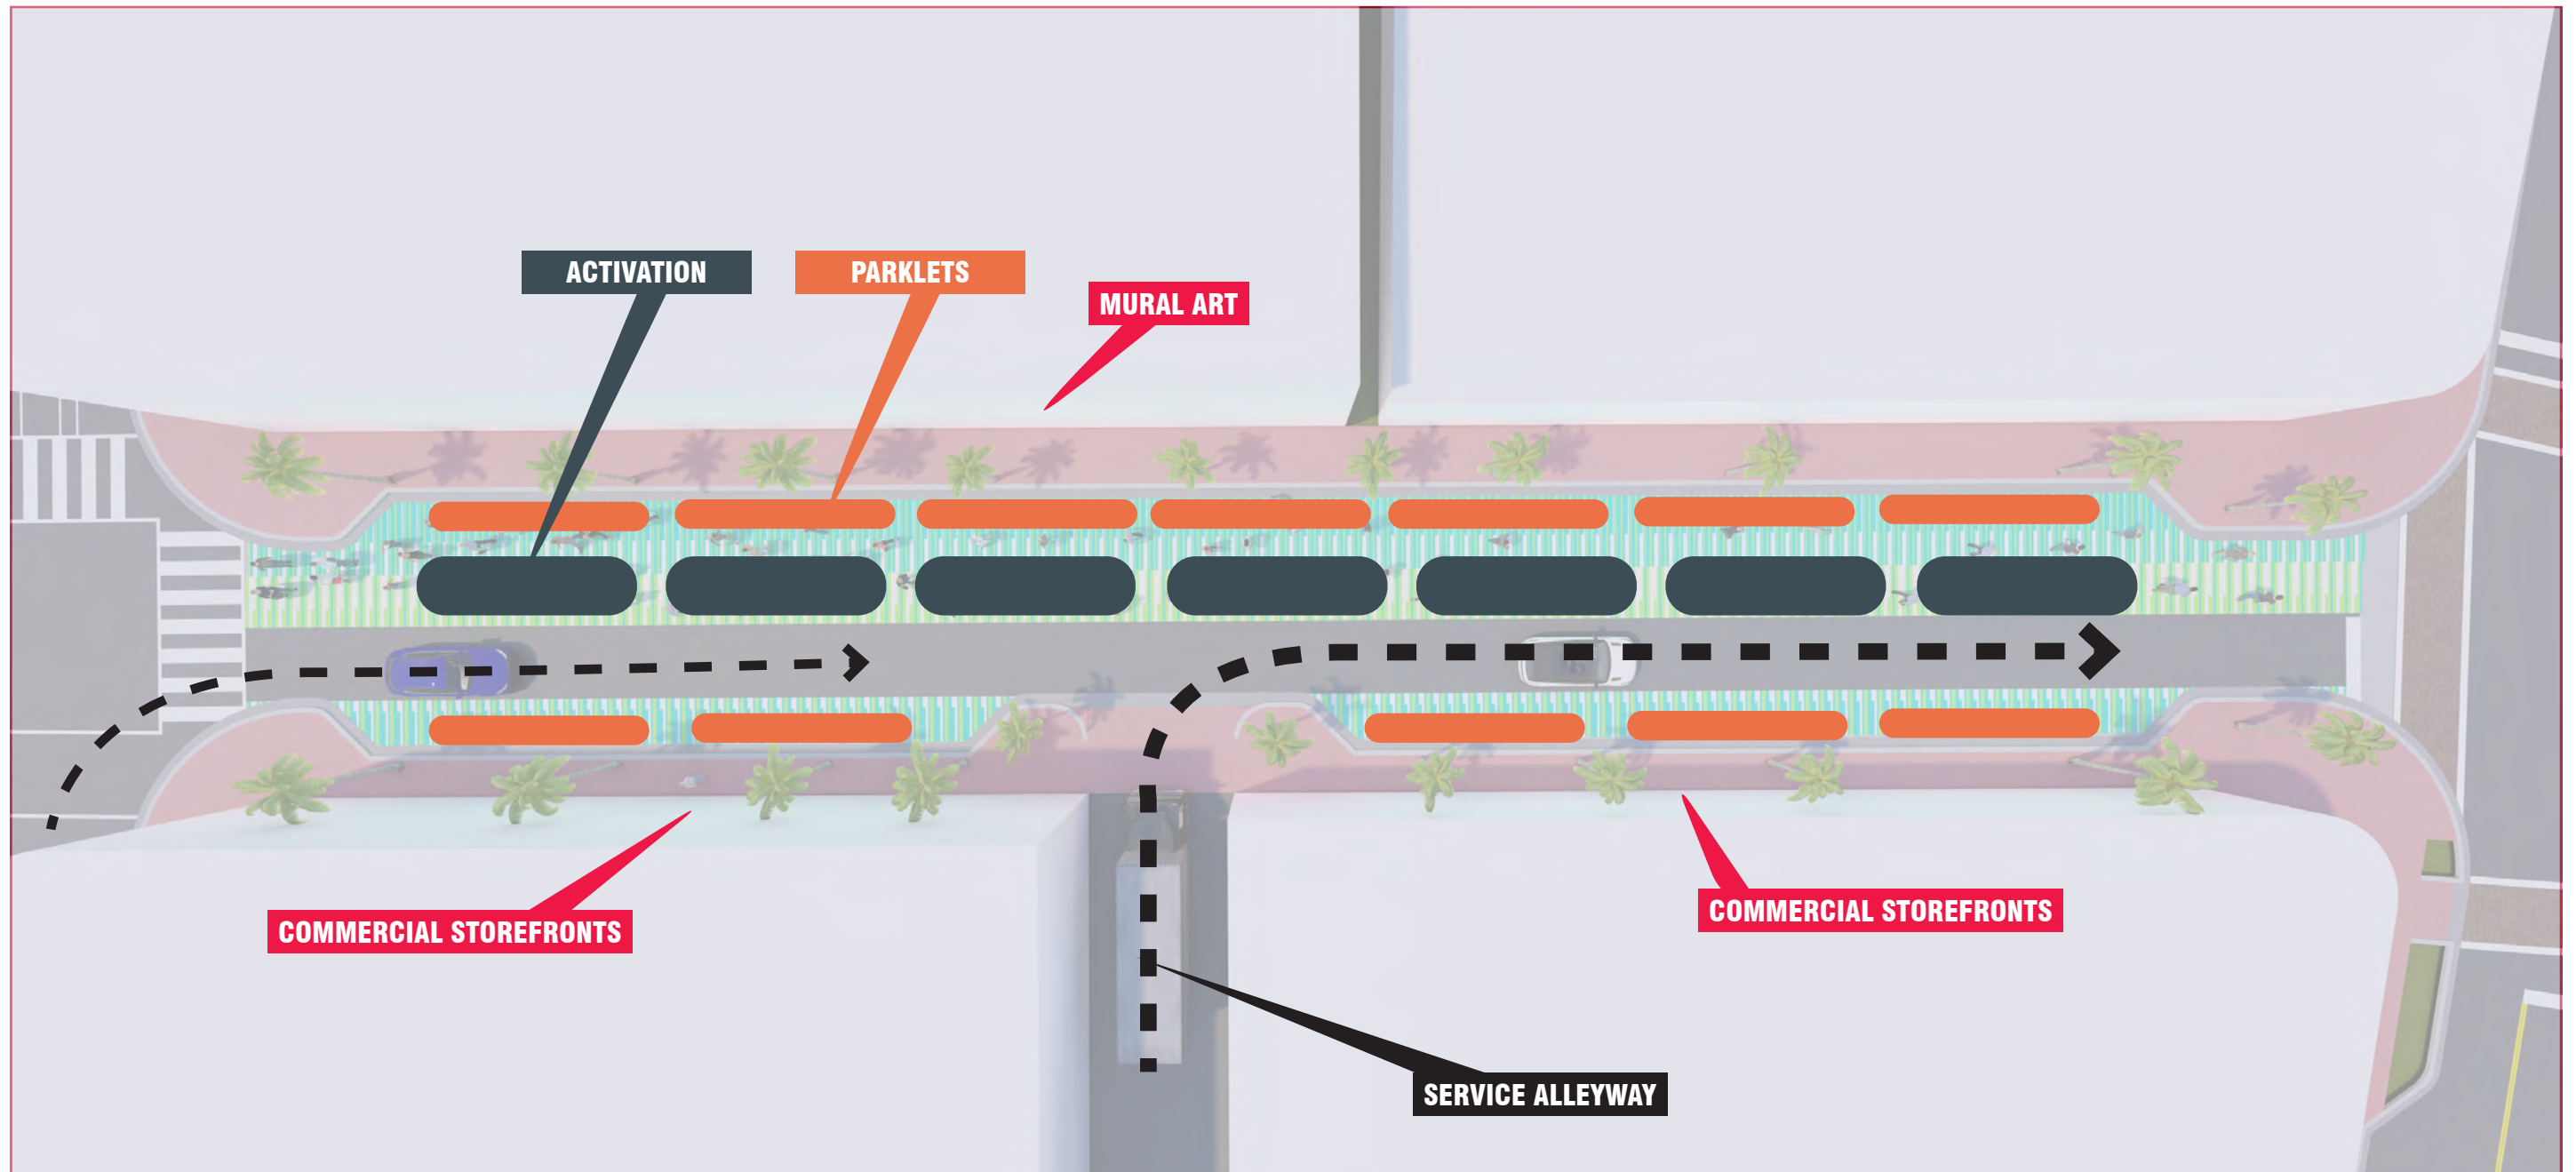 ACTIVATION
PARKLETS
MURAL ART
COMMERCIAL STOREFRONTS
COMMERCIAL STOREFRONTS
SERVICE ALLEYWAY